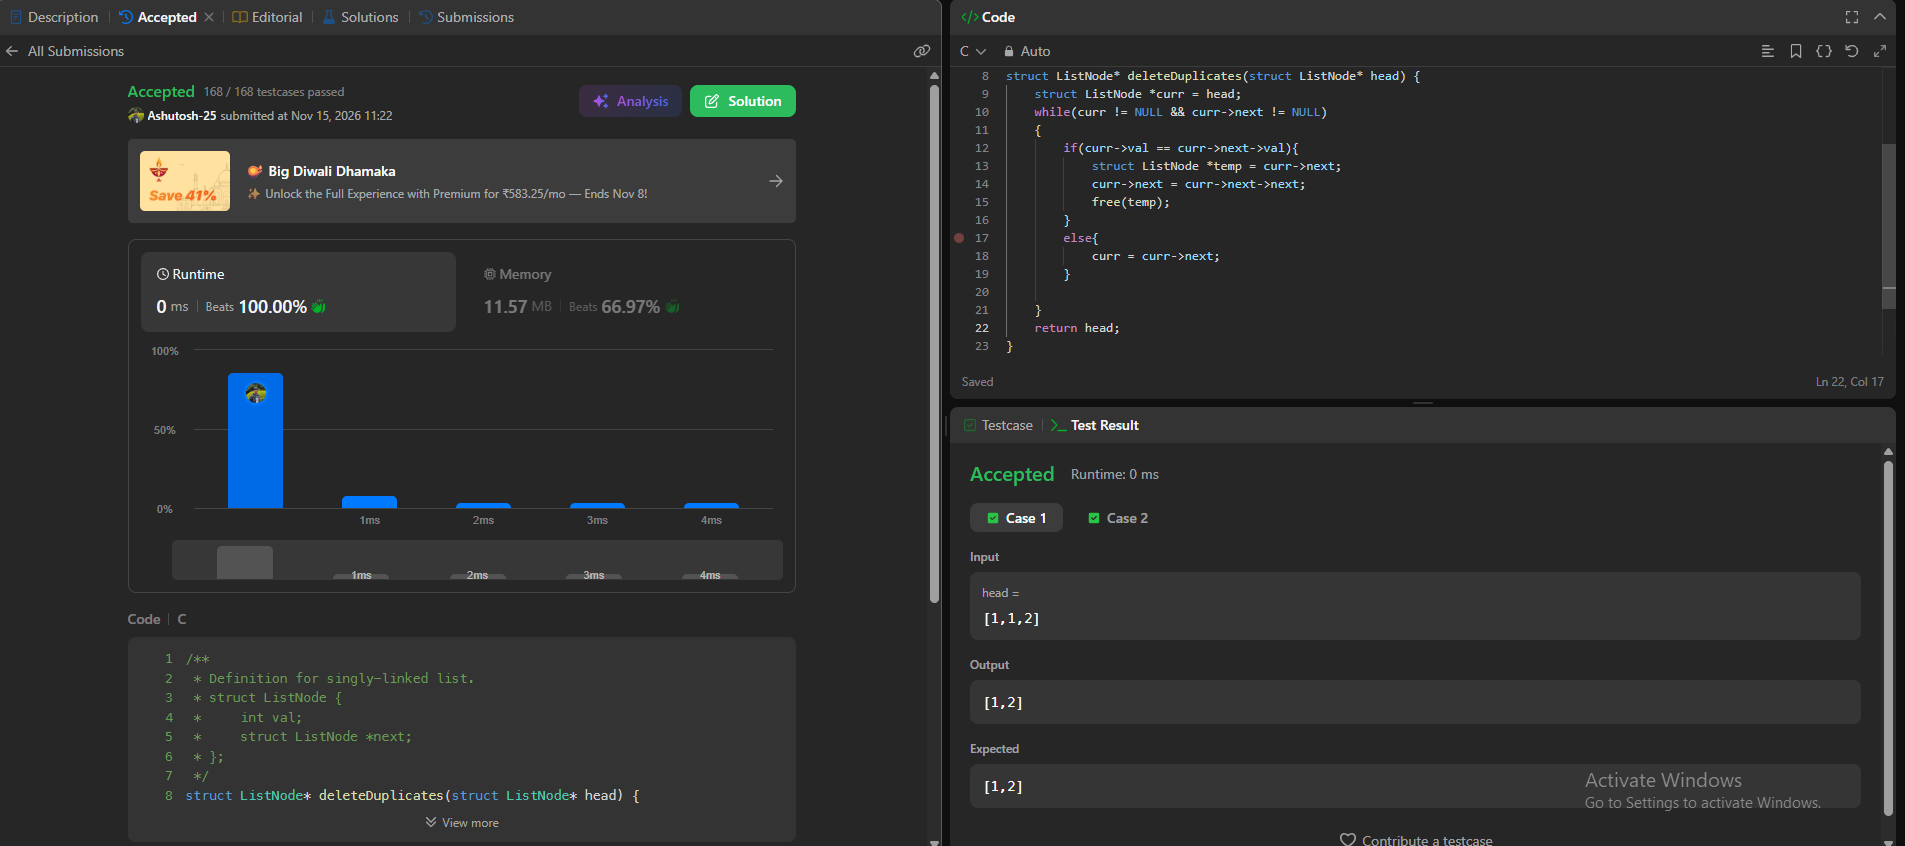 Description
Accepted
Editorial
Solutions
Submissions
All Submissions
Accepted 168 / 168 testcases passed
Ashutosh-25 submitted at Nov 15, 2026 11:22
Analysis
Solution
Save 41%
Big Diwali Dhamaka
Unlock the Full Experience with Premium for ₹583.25/mo — Ends Nov 8!
Runtime
0 ms Beats 100.00%
Memory
11.57 MB Beats 66.97%
100%
50%
0%
1ms 2ms 3ms 4ms
1ms 2ms 3ms 4ms
Code C
1 /**
2 * Definition for singly-linked list.
3 * struct ListNode {
4 *     int val;
5 *     struct ListNode *next;
6 * };
7 */
8 struct ListNode* deleteDuplicates(struct ListNode* head) {
View more
Code
C Auto
8 struct ListNode* deleteDuplicates(struct ListNode* head) {
9     struct ListNode *curr = head;
10     while(curr != NULL && curr->next != NULL)
11     {
12         if(curr->val == curr->next->val){
13             struct ListNode *temp = curr->next;
14             curr->next = curr->next->next;
15             free(temp);
16         }
17         else{
18             curr = curr->next;
19         }
20
21     }
22     return head;
23 }
Saved
Ln 22, Col 17
Testcase
Test Result
Accepted Runtime: 0 ms
Case 1 Case 2
Input
head =
[1,1,2]
Output
[1,2]
Expected
[1,2]
Activate Windows
Go to Settings to activate Windows.
Contribute a testcase